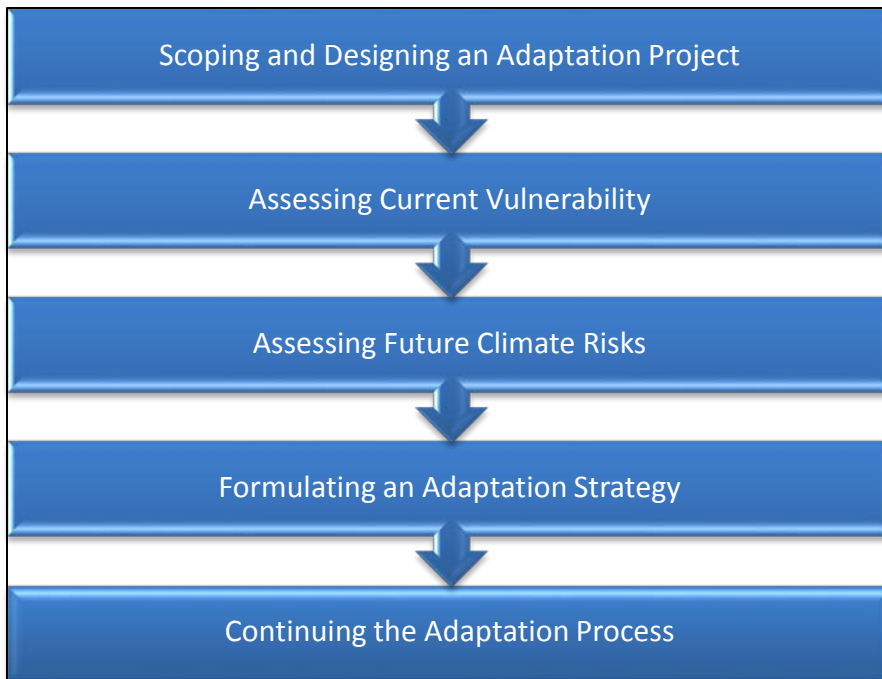 Scoping and Designing an Adaptation Project
Assessing Current Vulnerability
Assessing Future Climate Risks
Formulating an Adaptation Strategy
Continuing the Adaptation Process